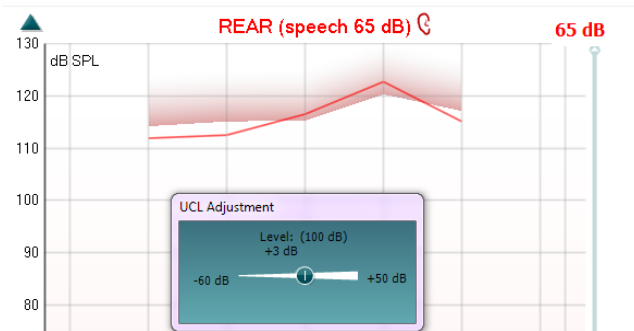 REAR (speech 65 dB)
65 dB
130
dB SPL
120
110
100
90
80
UCL Adjustment
Level: (100 dB)
+3 dB
-60 dB
+50 dB